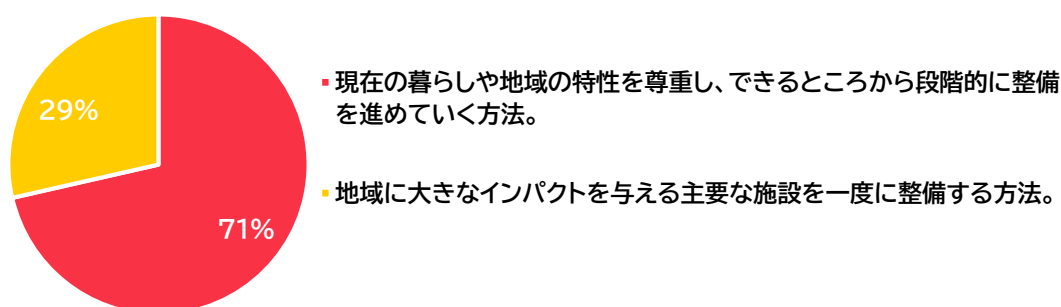 29%
71%
現在の暮らしや地域の特性を尊重し、できるところから段階的に整備
を進めていく方法。
地域に大きなインパクトを与える主要な施設を一度に整備する方法。